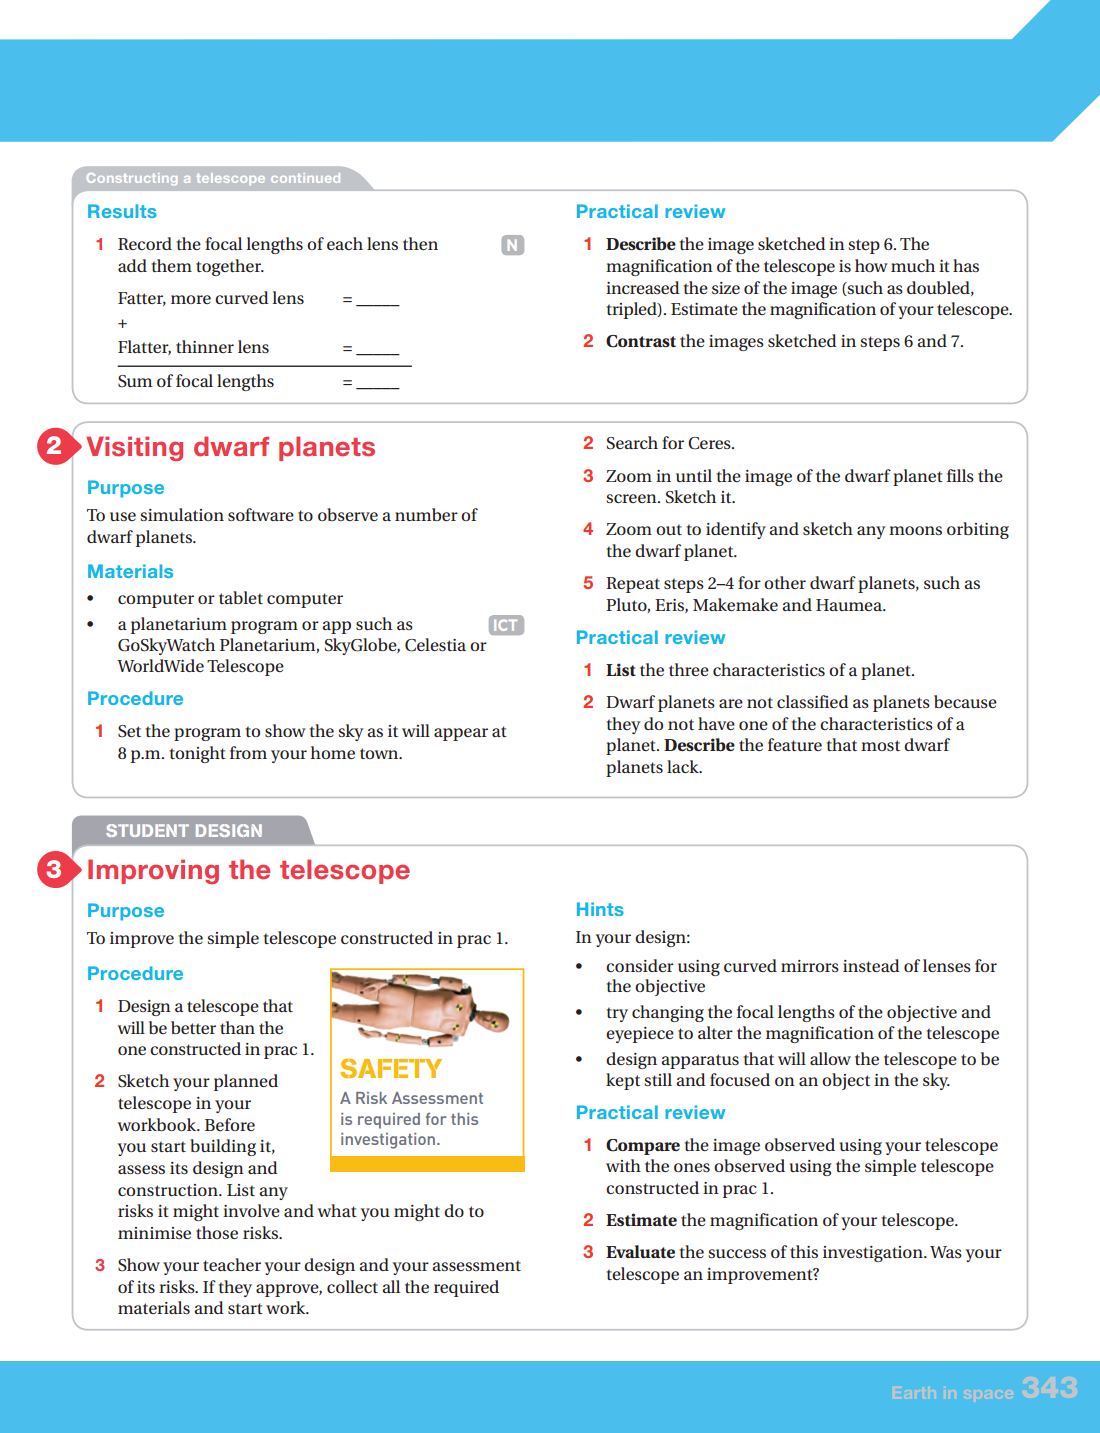 Constructing a telescope continued
Results
1 Record the focal lengths of each lens then N
add them together.
Fatter, more curved lens = _____
+
Flatter, thinner lens = _____
Sum of focal lengths = _____
Practical review
1 Describe the image sketched in step 6. The
magnification of the telescope is how much it has
increased the size of the image (such as doubled,
tripled). Estimate the magnification of your telescope.
2 Contrast the images sketched in steps 6 and 7.
2 Visiting dwarf planets
Purpose
To use simulation software to observe a number of
dwarf planets.
Materials
• computer or tablet computer
• a planetarium program or app such as ICT
GoSkyWatch Planetarium, SkyGlobe, Celestia or
WorldWide Telescope
Procedure
1 Set the program to show the sky as it will appear at
8 p.m. tonight from your home town.
2 Search for Ceres.
3 Zoom in until the image of the dwarf planet fills the
screen. Sketch it.
4 Zoom out to identify and sketch any moons orbiting
the dwarf planet.
5 Repeat steps 2–4 for other dwarf planets, such as
Pluto, Eris, Makemake and Haumea.
Practical review
1 List the three characteristics of a planet.
2 Dwarf planets are not classified as planets because
they do not have one of the characteristics of a
planet. Describe the feature that most dwarf
planets lack.
STUDENT DESIGN
3 Improving the telescope
Purpose
To improve the simple telescope constructed in prac 1.
Procedure
1 Design a telescope that
will be better than the
one constructed in prac 1.
2 Sketch your planned
telescope in your
workbook. Before
you start building it,
assess its design and
construction. List any
risks it might involve and what you might do to
minimise those risks.
3 Show your teacher your design and your assessment
of its risks. If they approve, collect all the required
materials and start work.
SAFETY
A Risk Assessment
is required for this
investigation.
Hints
In your design:
• consider using curved mirrors instead of lenses for
the objective
• try changing the focal lengths of the objective and
eyepiece to alter the magnification of the telescope
• design apparatus that will allow the telescope to be
kept still and focused on an object in the sky.
Practical review
1 Compare the image observed using your telescope
with the ones observed using the simple telescope
constructed in prac 1.
2 Estimate the magnification of your telescope.
3 Evaluate the success of this investigation. Was your
telescope an improvement?
Earth in space 343